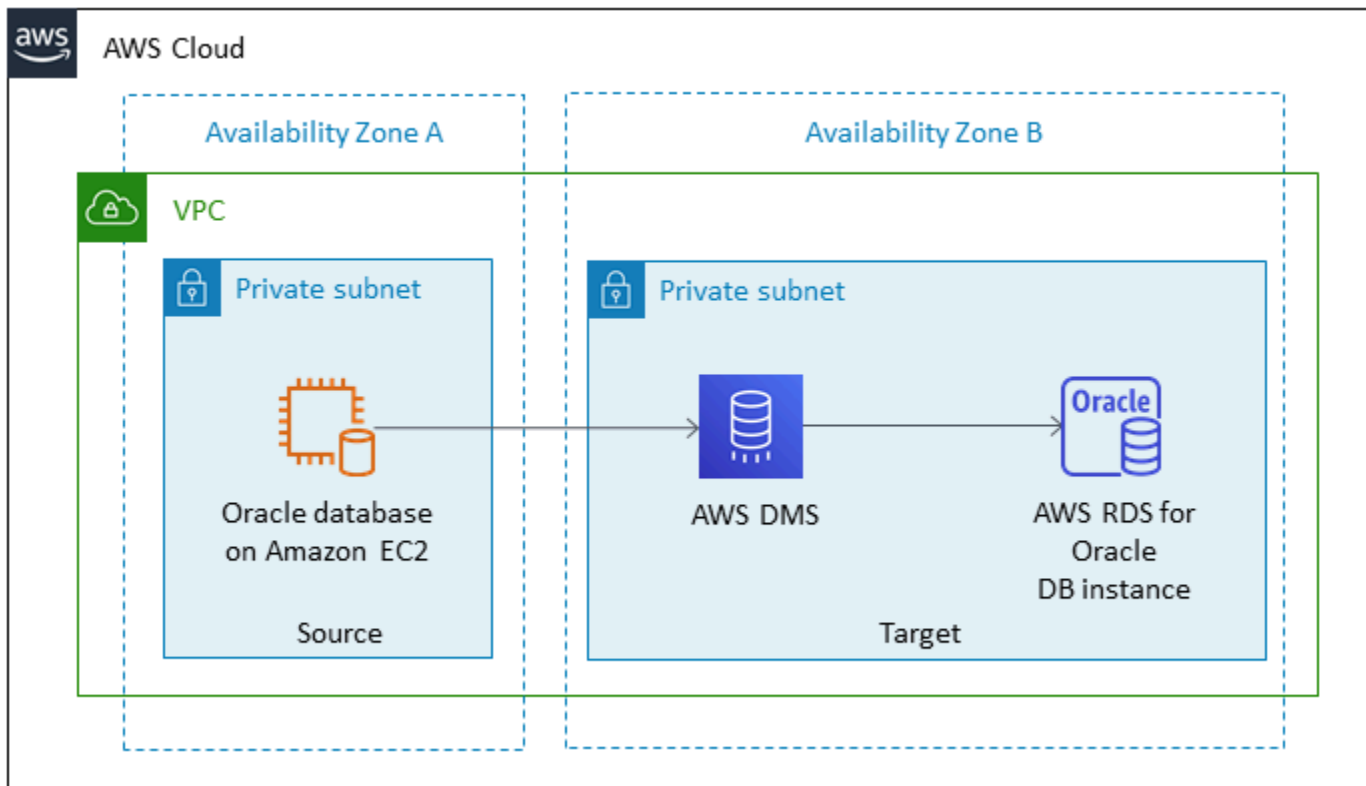 aws
AWS Cloud
Availability Zone A
Availability Zone B
VPC
Private subnet
Private subnet
Oracle
Oracle database
on Amazon EC2
AWS DMS
AWS RDS for
Oracle
DB instance
Source
Target